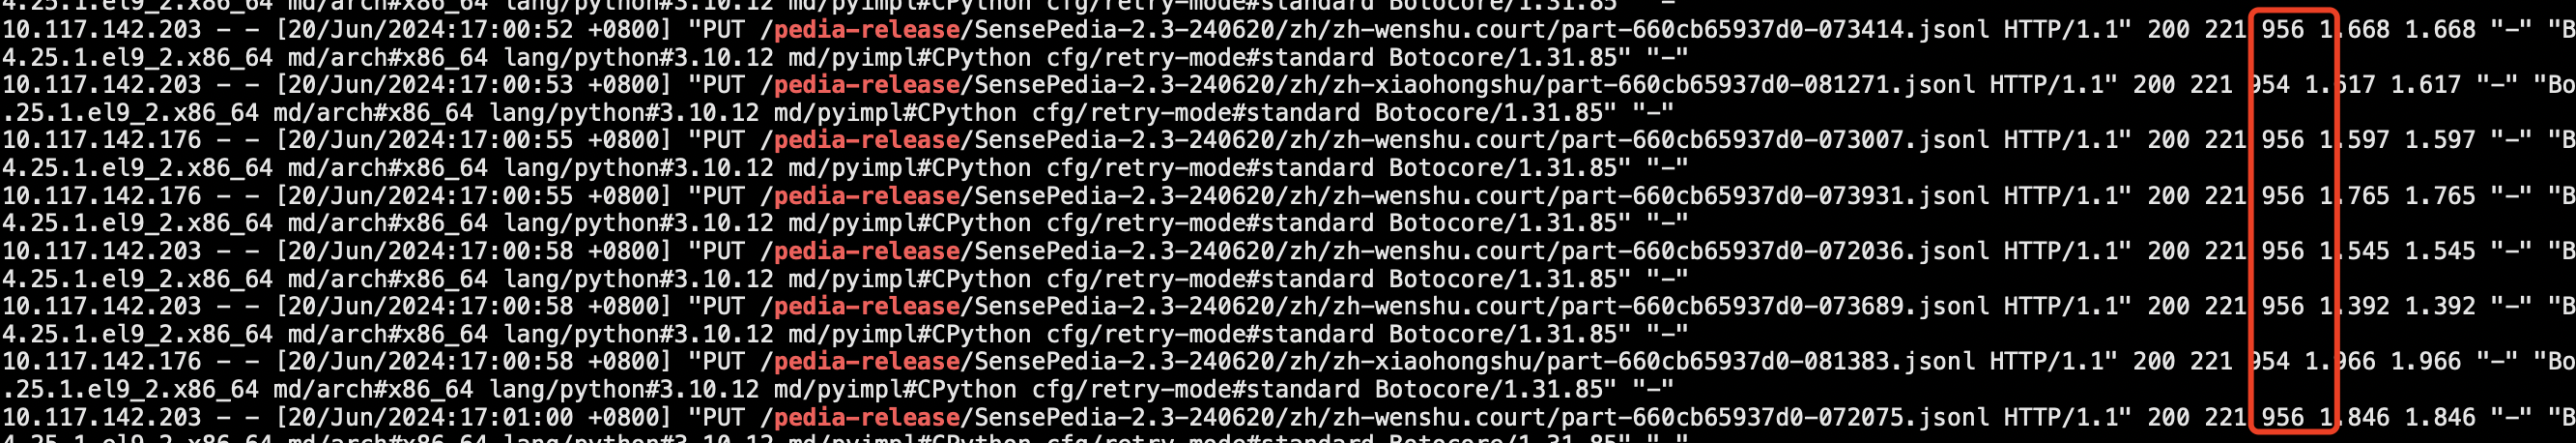 4.25.1.el9_2.x86_64 md/arch#x86_64 lang/python#3.10.12 md/pyimpl#CPython cfg/retry-mode#standard Botocore/1.31.85" "-"
10.117.142.203 - - [20/Jun/2024:17:00:52 +0800] "PUT /pedia-release/SensePedia-2.3-240620/zh/zh-wenshu.court/part-660cb65937d0-073414.jsonl HTTP/1.1" 200 221 956 1.668 1.668 "-" "B
4.25.1.el9_2.x86_64 md/arch#x86_64 lang/python#3.10.12 md/pyimpl#CPython cfg/retry-mode#standard Botocore/1.31.85" "-"
10.117.142.203 - - [20/Jun/2024:17:00:53 +0800] "PUT /pedia-release/SensePedia-2.3-240620/zh/zh-xiaohongshu/part-660cb65937d0-081271.jsonl HTTP/1.1" 200 221 954 1.617 1.617 "-" "Bo
.25.1.el9_2.x86_64 md/arch#x86_64 lang/python#3.10.12 md/pyimpl#CPython cfg/retry-mode#standard Botocore/1.31.85" "-"
10.117.142.176 - - [20/Jun/2024:17:00:55 +0800] "PUT /pedia-release/SensePedia-2.3-240620/zh/zh-wenshu.court/part-660cb65937d0-073007.jsonl HTTP/1.1" 200 221 956 1.597 1.597 "-" "B
4.25.1.el9_2.x86_64 md/arch#x86_64 lang/python#3.10.12 md/pyimpl#CPython cfg/retry-mode#standard Botocore/1.31.85" "-"
10.117.142.176 - - [20/Jun/2024:17:00:55 +0800] "PUT /pedia-release/SensePedia-2.3-240620/zh/zh-wenshu.court/part-660cb65937d0-073931.jsonl HTTP/1.1" 200 221 956 1.765 1.765 "-" "B
4.25.1.el9_2.x86_64 md/arch#x86_64 lang/python#3.10.12 md/pyimpl#CPython cfg/retry-mode#standard Botocore/1.31.85" "-"
10.117.142.203 - - [20/Jun/2024:17:00:58 +0800] "PUT /pedia-release/SensePedia-2.3-240620/zh/zh-wenshu.court/part-660cb65937d0-072036.jsonl HTTP/1.1" 200 221 956 1.545 1.545 "-" "B
4.25.1.el9_2.x86_64 md/arch#x86_64 lang/python#3.10.12 md/pyimpl#CPython cfg/retry-mode#standard Botocore/1.31.85" "-"
10.117.142.203 - - [20/Jun/2024:17:00:58 +0800] "PUT /pedia-release/SensePedia-2.3-240620/zh/zh-wenshu.court/part-660cb65937d0-073689.jsonl HTTP/1.1" 200 221 956 1.392 1.392 "-" "B
4.25.1.el9_2.x86_64 md/arch#x86_64 lang/python#3.10.12 md/pyimpl#CPython cfg/retry-mode#standard Botocore/1.31.85" "-"
10.117.142.176 - - [20/Jun/2024:17:00:58 +0800] "PUT /pedia-release/SensePedia-2.3-240620/zh/zh-xiaohongshu/part-660cb65937d0-081383.jsonl HTTP/1.1" 200 221 954 1.966 1.966 "-" "Bo
.25.1.el9_2.x86_64 md/arch#x86_64 lang/python#3.10.12 md/pyimpl#CPython cfg/retry-mode#standard Botocore/1.31.85" "-"
10.117.142.203 - - [20/Jun/2024:17:01:00 +0800] "PUT /pedia-release/SensePedia-2.3-240620/zh/zh-wenshu.court/part-660cb65937d0-072075.jsonl HTTP/1.1" 200 221 956 1.846 1.846 "-" "B
4.25.1.el9_2.x86_64 md/arch#x86_64 lang/python#3.10.12 md/pyimpl#CPython cfg/retry-mode#standard Botocore/1.31.85" "-"